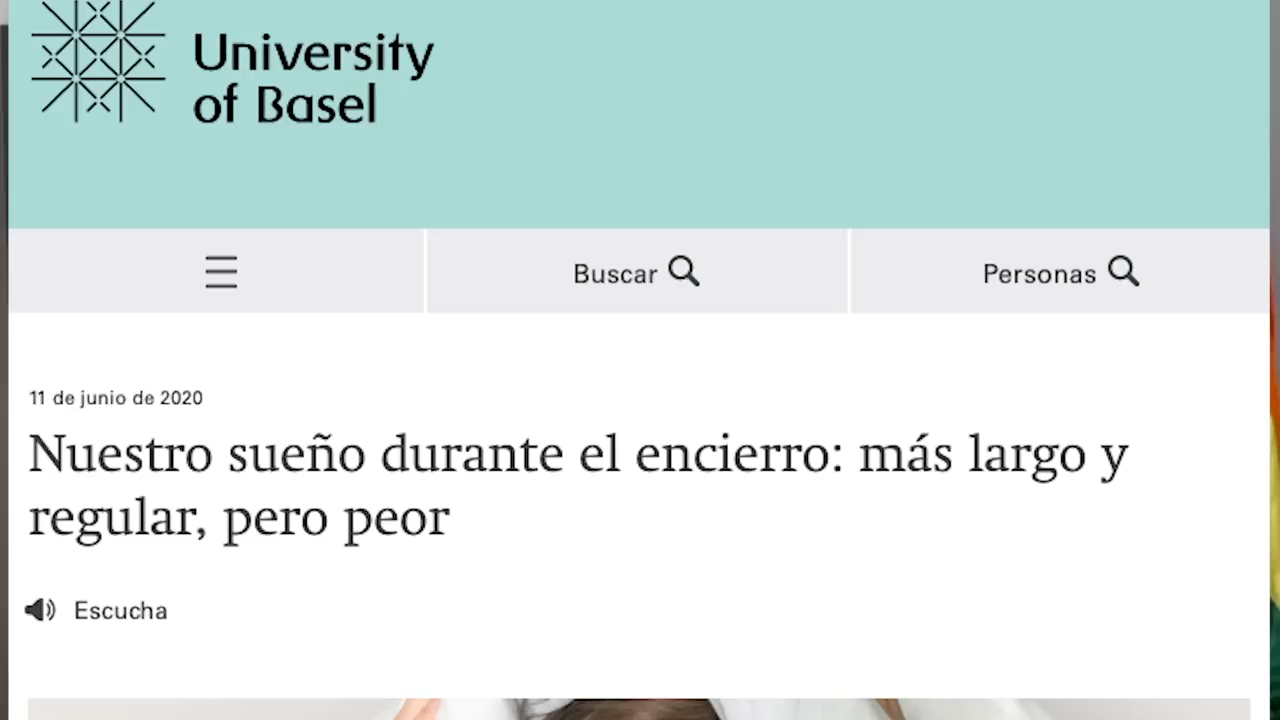 University
of Basel
Buscar
Personas
11 de junio de 2020
Nuestro sueño durante el encierro: más largo y
regular, pero peor
Escucha